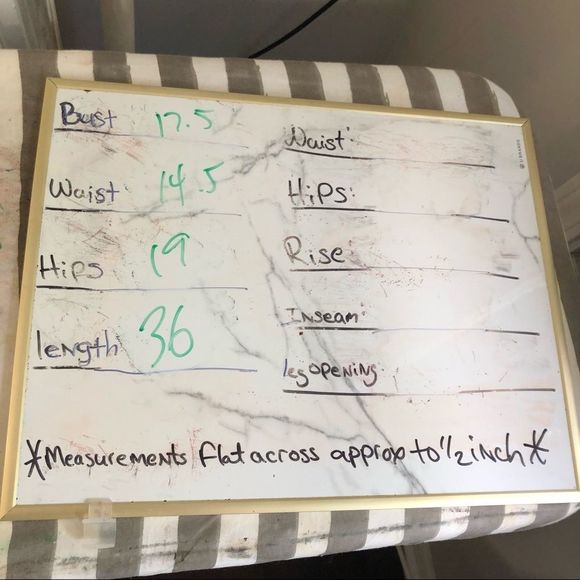 Bust 17.5
Waist 14.5
Hips 19
length 36
Waist:
Hips:
Rise:
Inseam:
leg opening:
*Measurements flat across approx to 1/2 inch*
U BRANDS